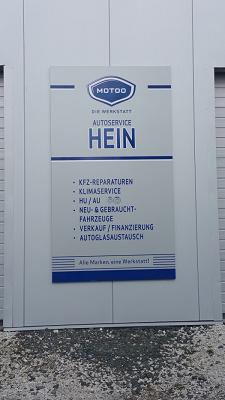 MOTOO
DIE WERKSTATT
AUTOSERVICE
HEIN
• KFZ-REPARATUREN
• KLIMASERVICE
• HU / AU
• NEU- & GEBRAUCHT-
FAHRZEUGE
• VERKAUF / FINANZIERUNG
• AUTOGLASAUSTAUSCH
Alle Marken, eine Werkstatt!